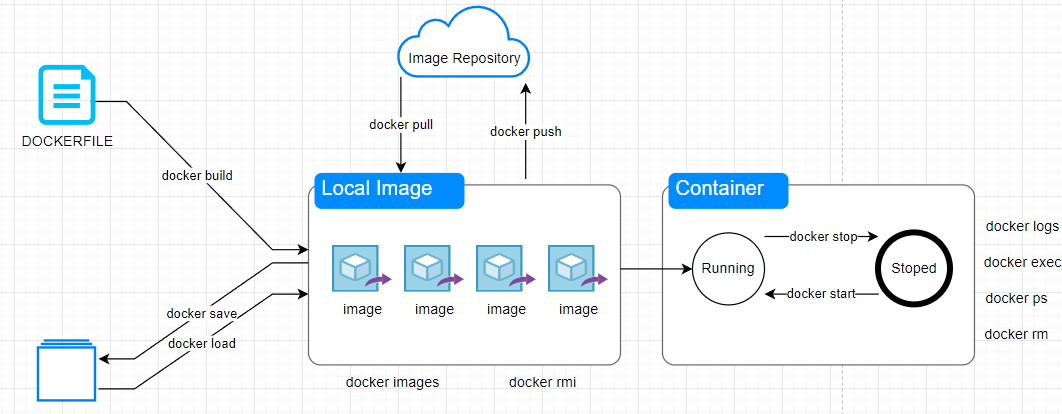 Image Repository
DOCKERFILE
docker pull
docker push
docker build
Local Image
Container
docker logs
docker stop
docker exec
Running
Stoped
docker start
docker ps
image
image
image
image
docker save
docker load
docker rm
docker images
docker rmi